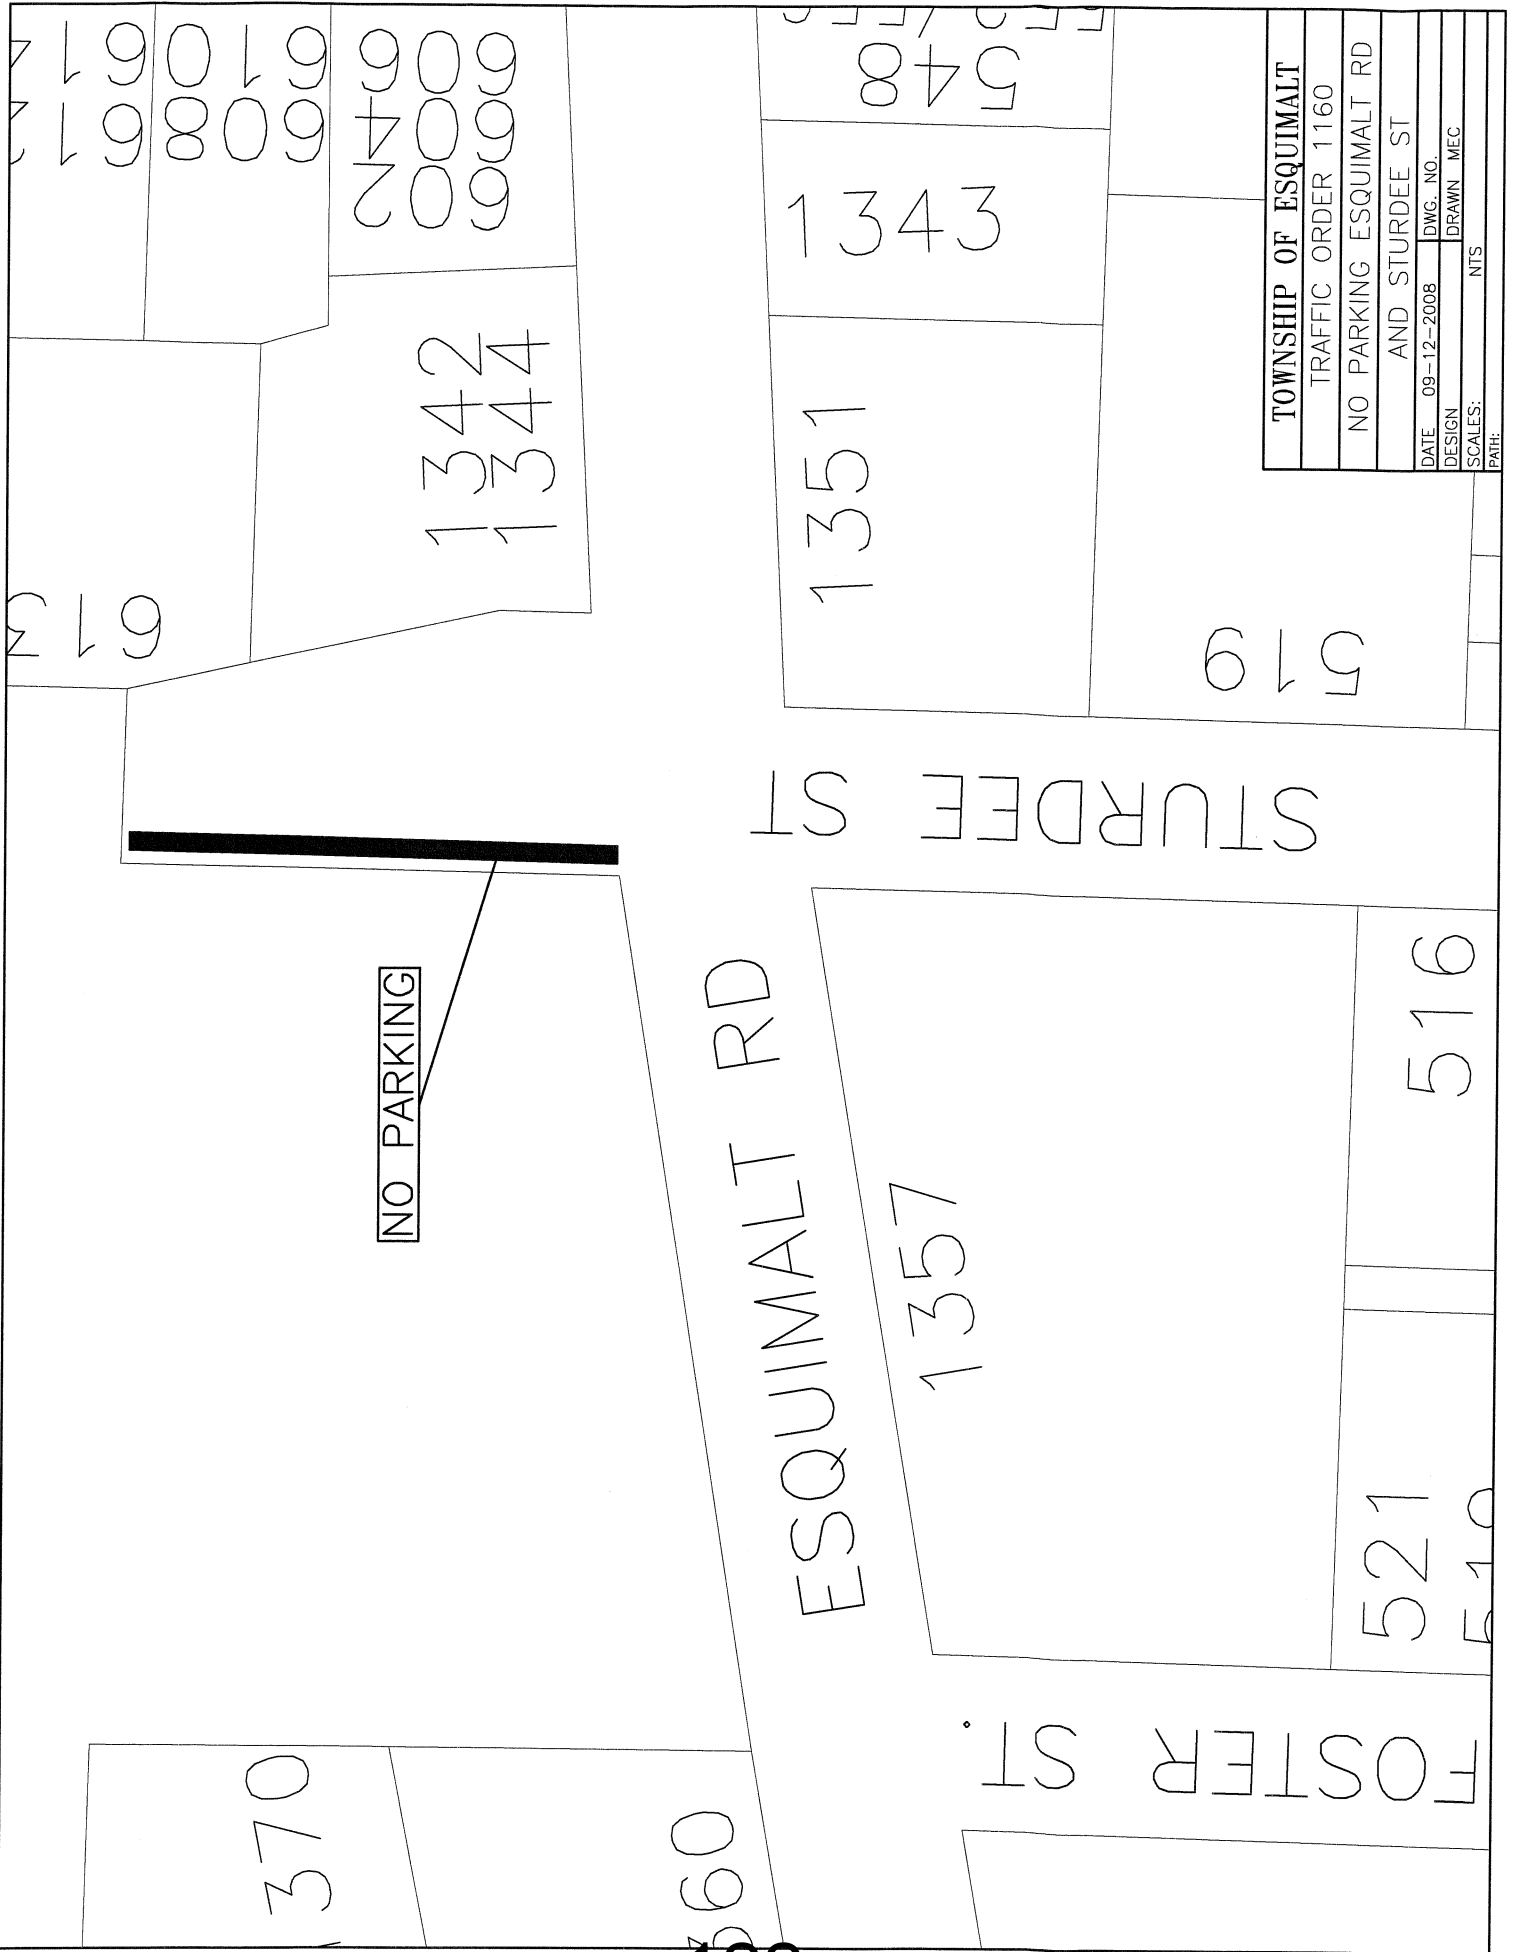 TOWNSHIP OF ESQUIMALT
TRAFFIC ORDER 1160
NO PARKING ESQUIMALT RD
AND STURDEE ST
DATE 09-12-2008 DWG. NO.
DESIGN DRAWN MEC
SCALES: NTS
PATH:
NO PARKING
ESQUIMALT RD
STURDEE ST
FOSTER ST.
613
610
608
606
604
602
1342
1344
548
1343
1351
519
1357
516
521